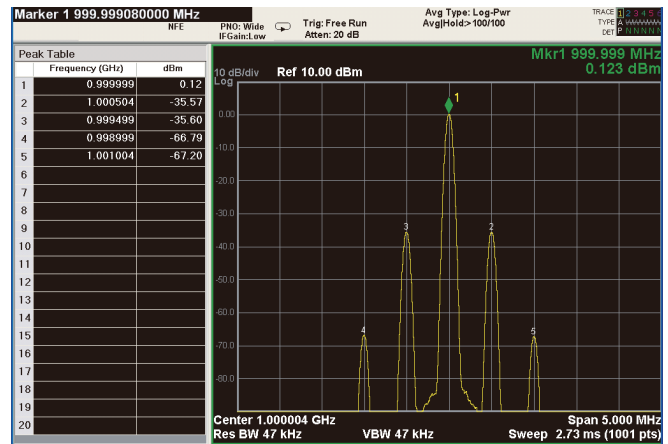 Marker 1 999.999080000 MHz
NFE
PNO: Wide
IFGain:Low
Trig: Free Run
Atten: 20 dB
Avg Type: Log-Pwr
Avg|Hold:>100/100
TRACE 1 2 3 4 5
TYPE A
DET P N N N N N
Peak Table
Frequency (GHz) dBm
1 0.999999 0.12
2 1.000504 -35.57
3 0.999499 -35.60
4 0.998999 -66.79
5 1.001004 -67.20
6
7
8
9
10
11
12
13
14
15
16
17
18
19
20
Mkr1 999.999 MHz
0.123 dBm
10 dB/div Ref 10.00 dBm
Log
1
0.00
-10.0
-20.0
-30.0
3 2
-40.0
-50.0
-60.0
4 5
-70.0
-80.0
Center 1.000004 GHz Span 5.000 MHz
Res BW 47 kHz VBW 47 kHz Sweep 2.73 ms (1001 pts)